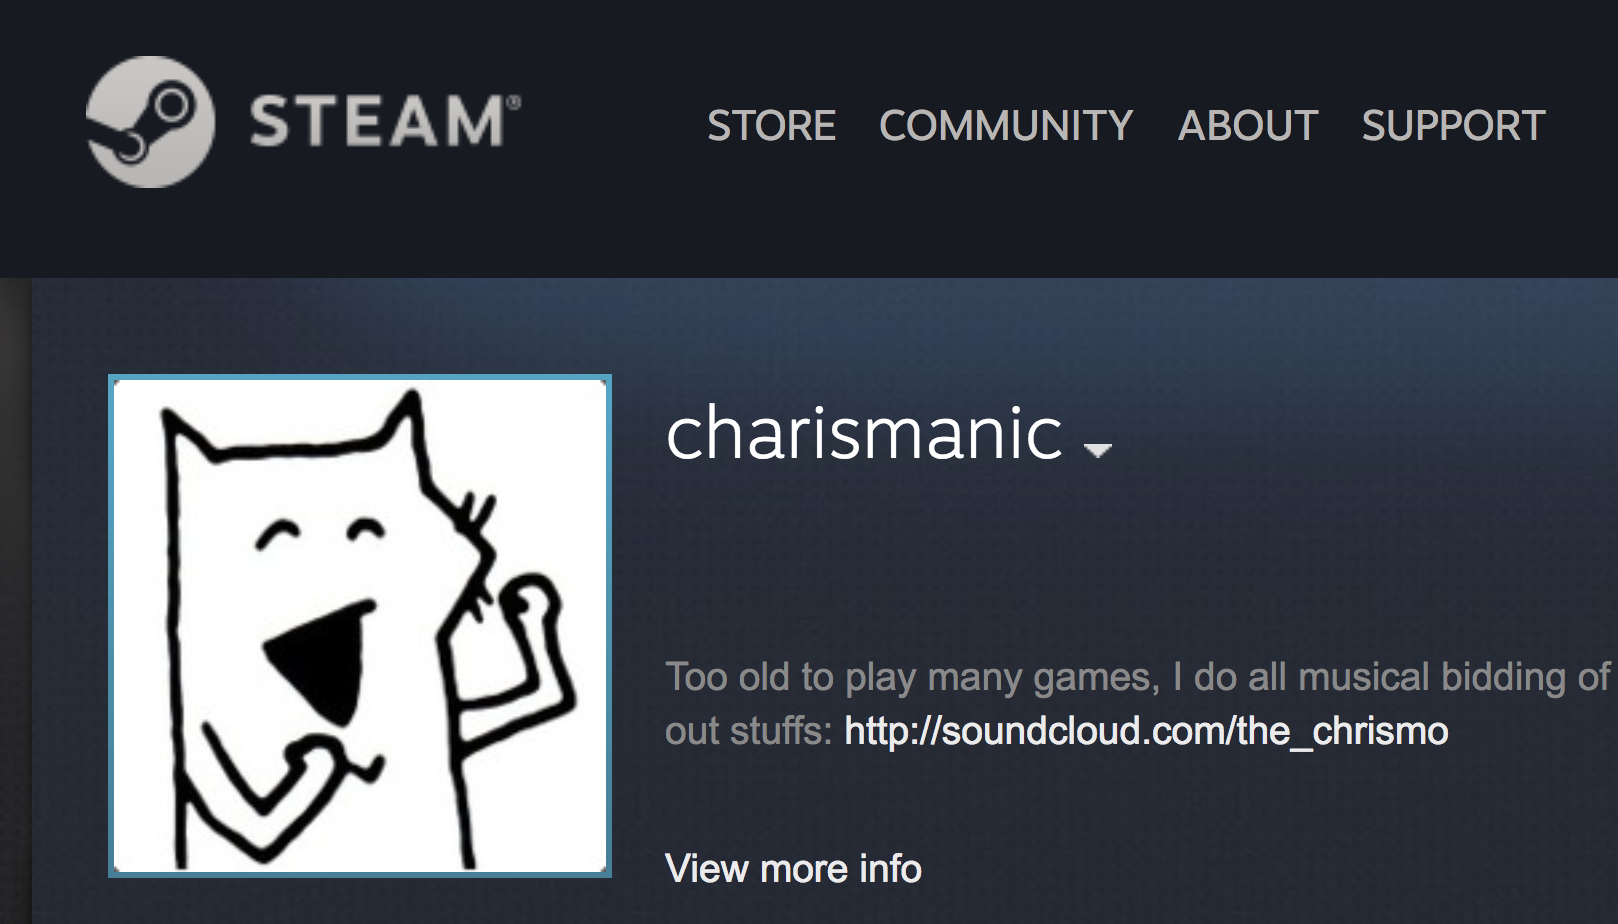 STEAM®
STORE COMMUNITY ABOUT SUPPORT
charismanic
Too old to play many games, I do all musical bidding of
out stuffs: http://soundcloud.com/the_chrismo
View more info